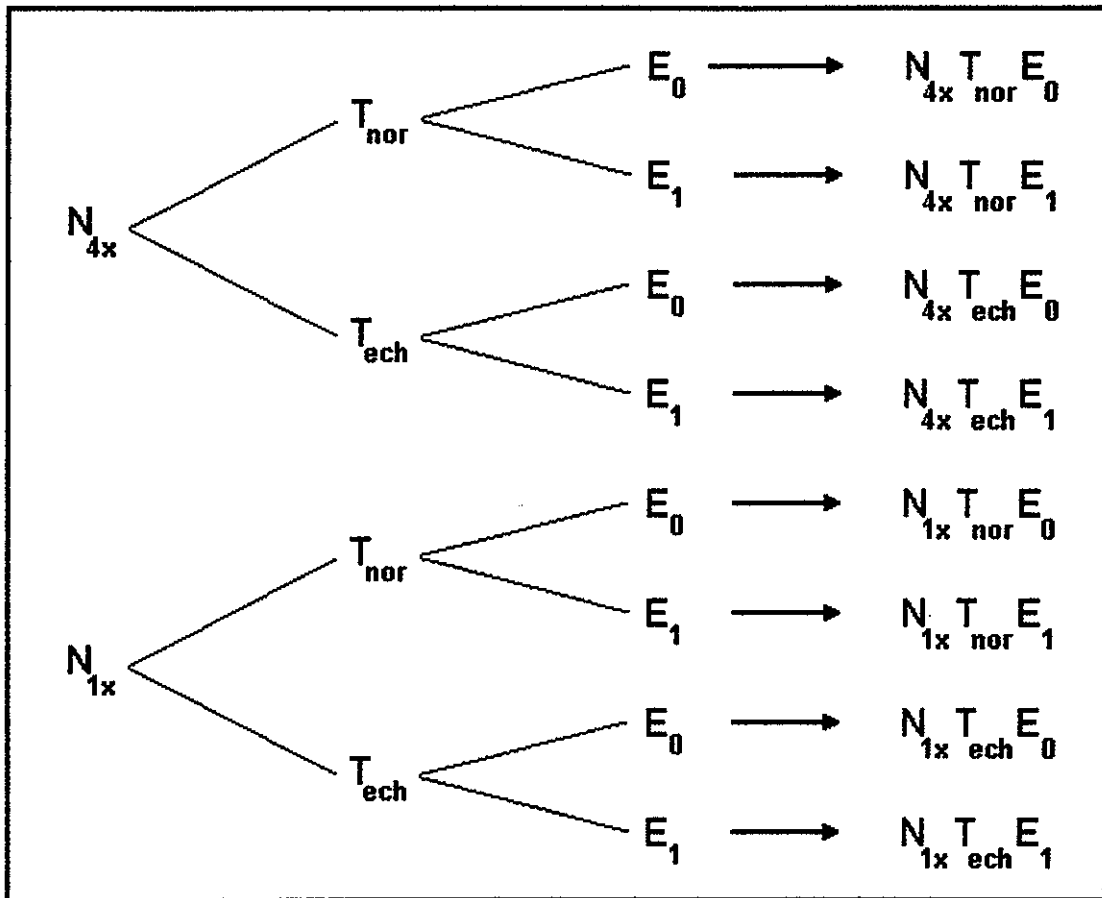 E0 → N4x Tnor E0
Tnor
E1 → N4x Tnor E1
N4x
E0 → N4x Tech E0
Tech
E1 → N4x Tech E1
E0 → N1x Tnor E0
Tnor
E1 → N1x Tnor E1
N1x
E0 → N1x Tech E0
Tech
E1 → N1x Tech E1